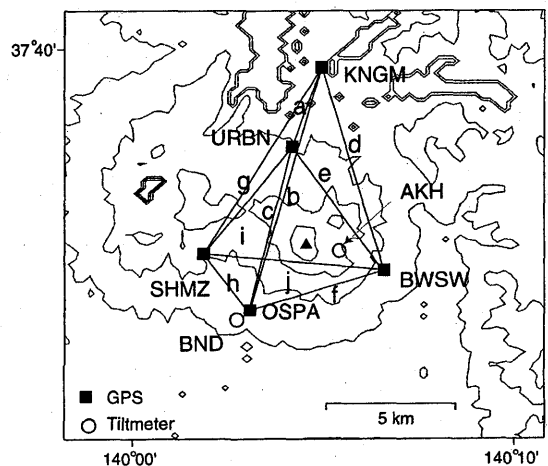 37°40'
KNGM
a
URBN
d
e
AKH
g
b
c
i
BWSW
SHMZ
h
j
f
OSPA
BND
GPS
Tiltmeter
5 km
140°00'
140°10'